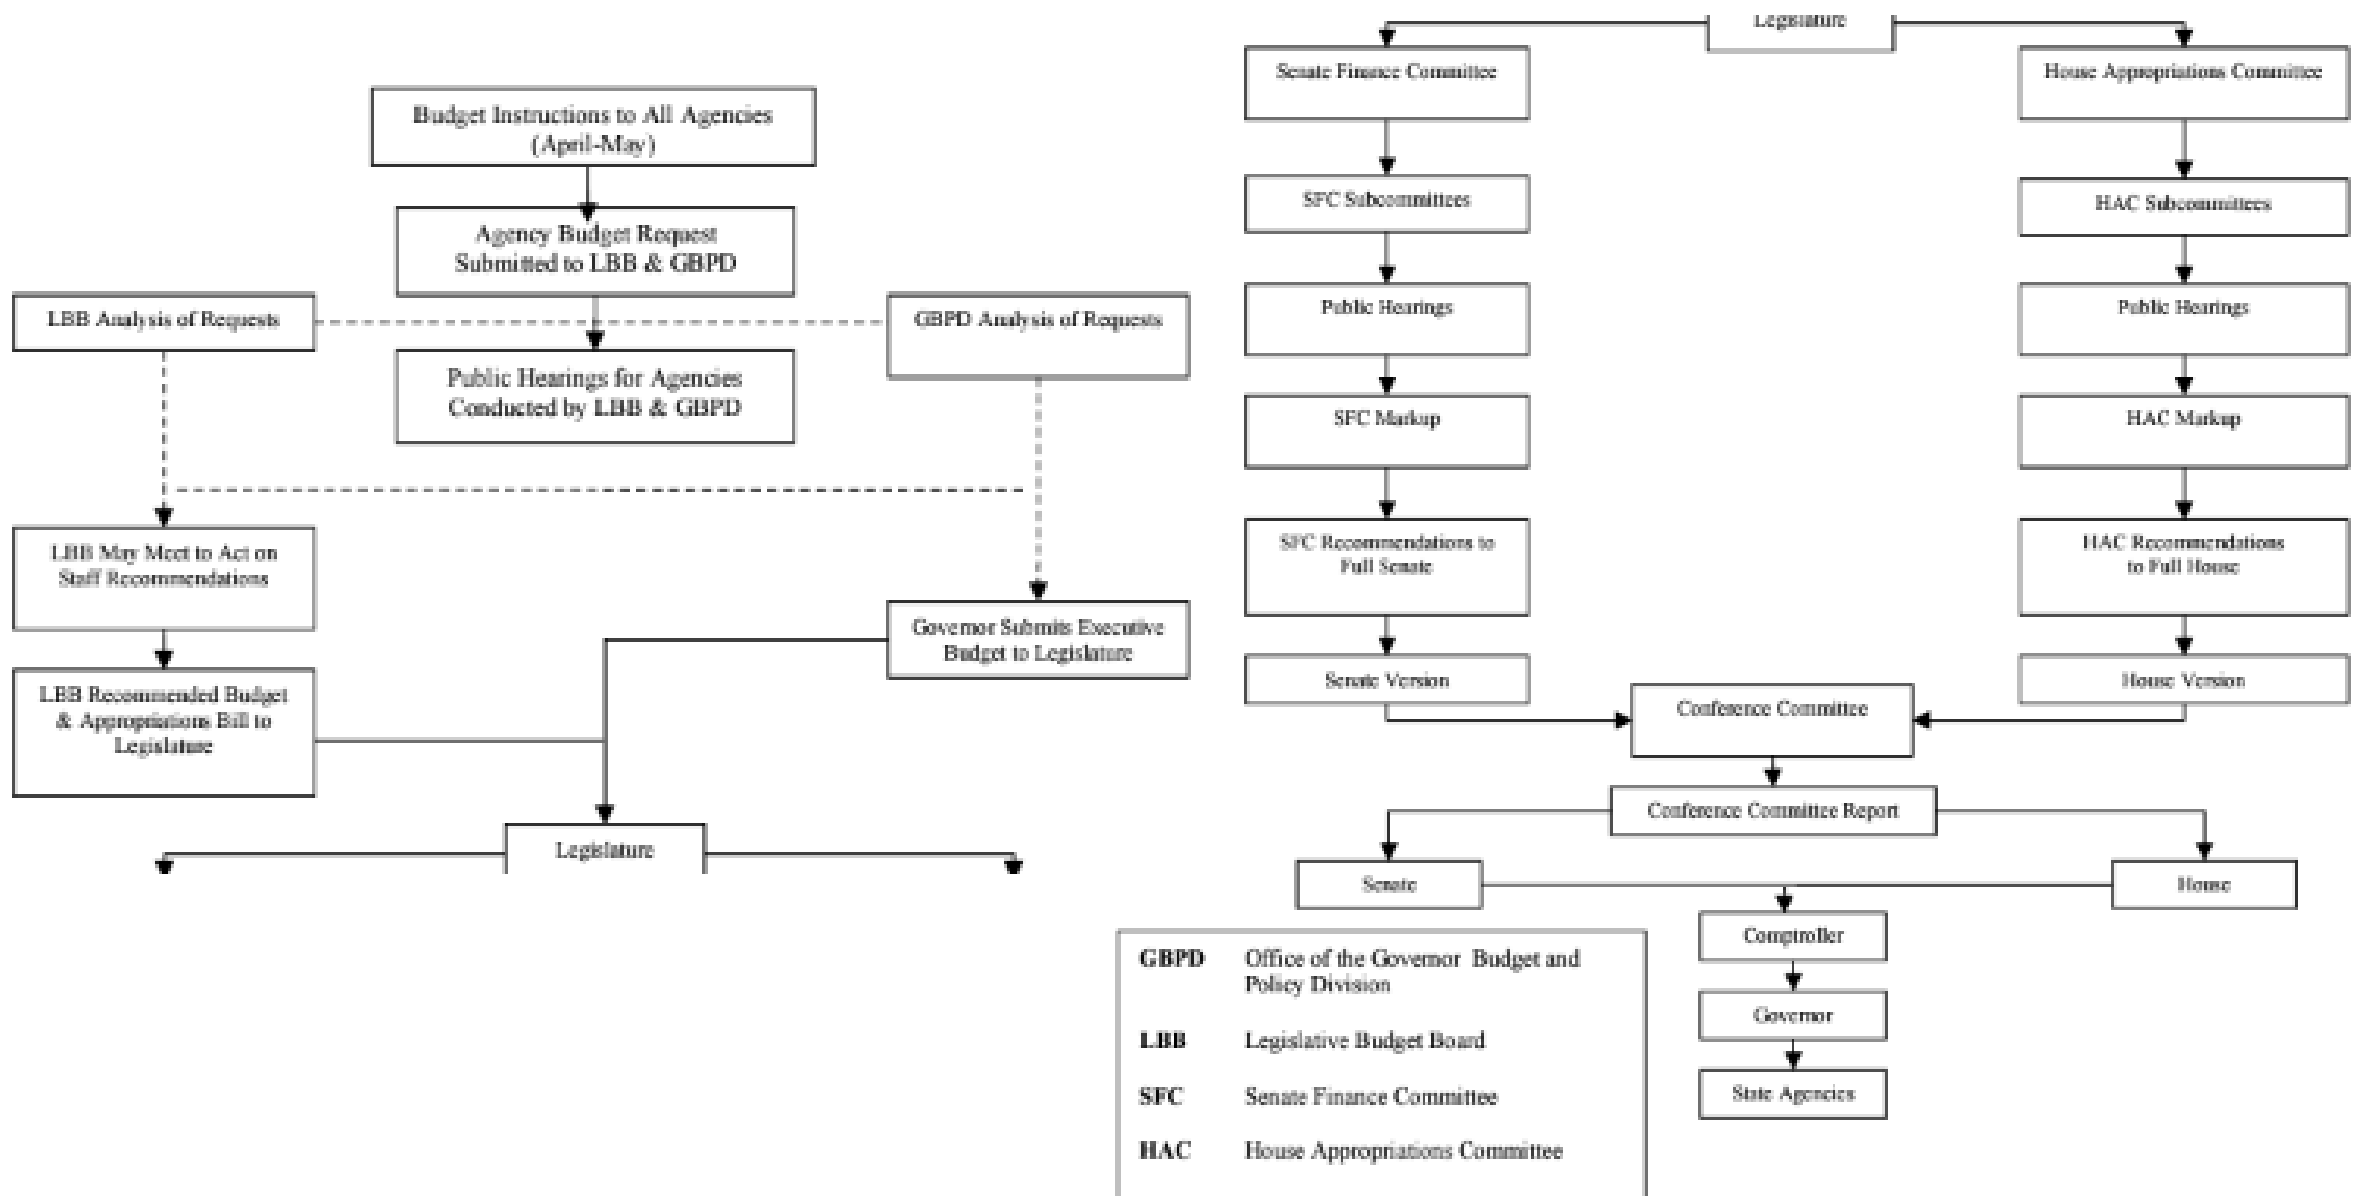 Budget Instructions to All Agencies
(April-May)
Agency Budget Request
Submitted to LBB & GBPD
LBB Analysis of Requests
GBPD Analysis of Requests
Public Hearings for Agencies
Conducted by LBB & GBPD
LBB May Meet to Act on
Staff Recommendations
Governor Submits Executive
Budget to Legislature
LBB Recommended Budget
& Appropriations Bill to
Legislature
Legislature
Legislature
Senate Finance Committee
House Appropriations Committee
SFC Subcommittees
HAC Subcommittees
Public Hearings
Public Hearings
SFC Markup
HAC Markup
SFC Recommendations to
Full Senate
HAC Recommendations
to Full House
Senate Version
House Version
Conference Committee
Conference Committee Report
Senate
House
Comptroller
Governor
State Agencies
GBPD Office of the Governor Budget and
Policy Division
LBB Legislative Budget Board
SFC Senate Finance Committee
HAC House Appropriations Committee